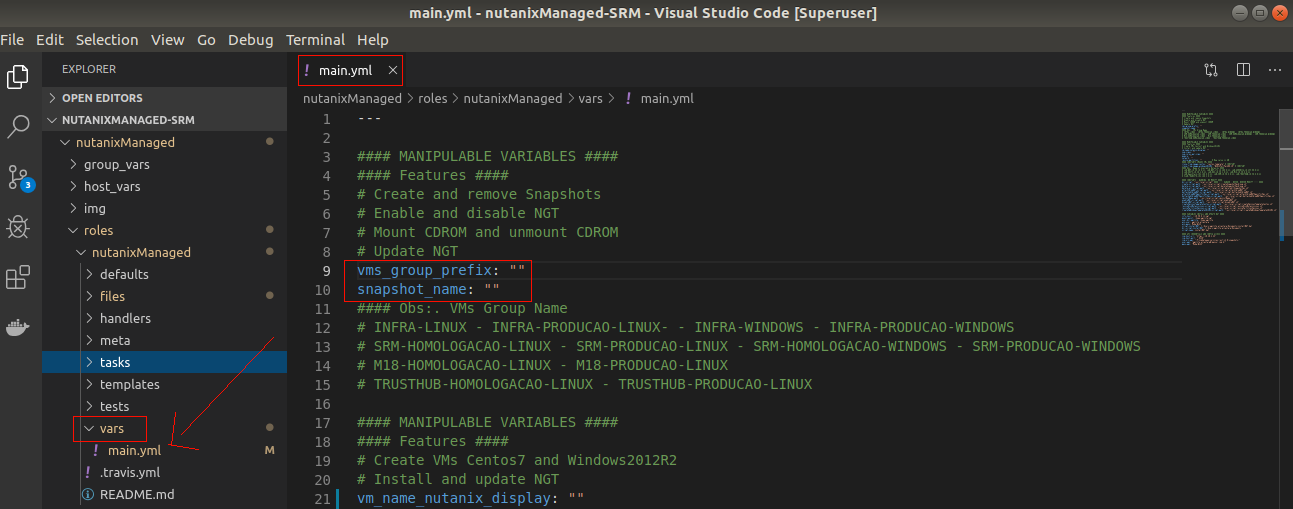 main.yml - nutanixManaged-SRM - Visual Studio Code [Superuser]
File Edit Selection View Go Debug Terminal Help
EXPLORER
OPEN EDITORS
NUTANIXMANAGED-SRM
nutanixManaged
group_vars
host_vars
img
roles
nutanixManaged
defaults
files
handlers
meta
tasks
templates
tests
vars
! main.yml M
! .travis.yml
README.md
3
! main.yml ×
nutanixManaged > roles > nutanixManaged > vars > ! main.yml
1 ---
2
3 #### MANIPULABLE VARIABLES ####
4 #### Features ####
5 # Create and remove Snapshots
6 # Enable and disable NGT
7 # Mount CDROM and unmount CDROM
8 # Update NGT
9 vms_group_prefix: ""
10 snapshot_name: ""
11 #### Obs:. VMs Group Name
12 # INFRA-LINUX - INFRA-PRODUCAO-LINUX- - INFRA-WINDOWS - INFRA-PRODUCAO-WINDOWS
13 # SRM-HOMOLOGACAO-LINUX - SRM-PRODUCAO-LINUX - SRM-HOMOLOGACAO-WINDOWS - SRM-PRODUCAO-WINDOWS
14 # M18-HOMOLOGACAO-LINUX - M18-PRODUCAO-LINUX
15 # TRUSTHUB-HOMOLOGACAO-LINUX - TRUSTHUB-PRODUCAO-LINUX
16
17 #### MANIPULABLE VARIABLES ####
18 #### Features ####
19 # Create VMs Centos7 and Windows2012R2
20 # Install and update NGT
21 vm_name_nutanix_display: ""